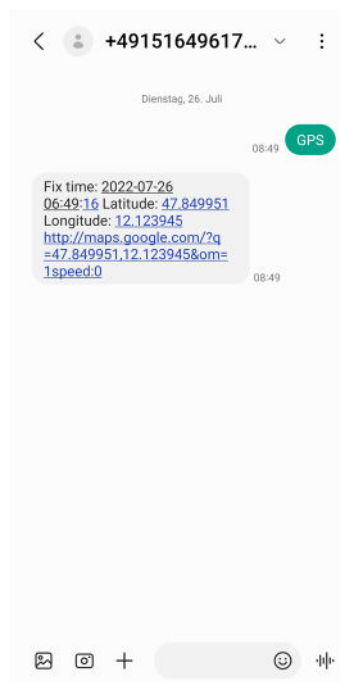 +49151649617...
Dienstag, 26. Juli
08:49 GPS
Fix time: 2022-07-26
06:49:16 Latitude: 47.849951
Longitude: 12.123945
http://maps.google.com/?q
=47.849951,12.123945&om=
1speed:0
08:49